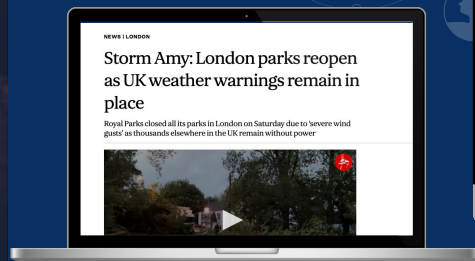 NEWS | LONDON
Storm Amy: London parks reopen
as UK weather warnings remain in
place
Royal Parks closed all its parks in London on Saturday due to 'severe wind
gusts' as thousands elsewhere in the UK remain without power